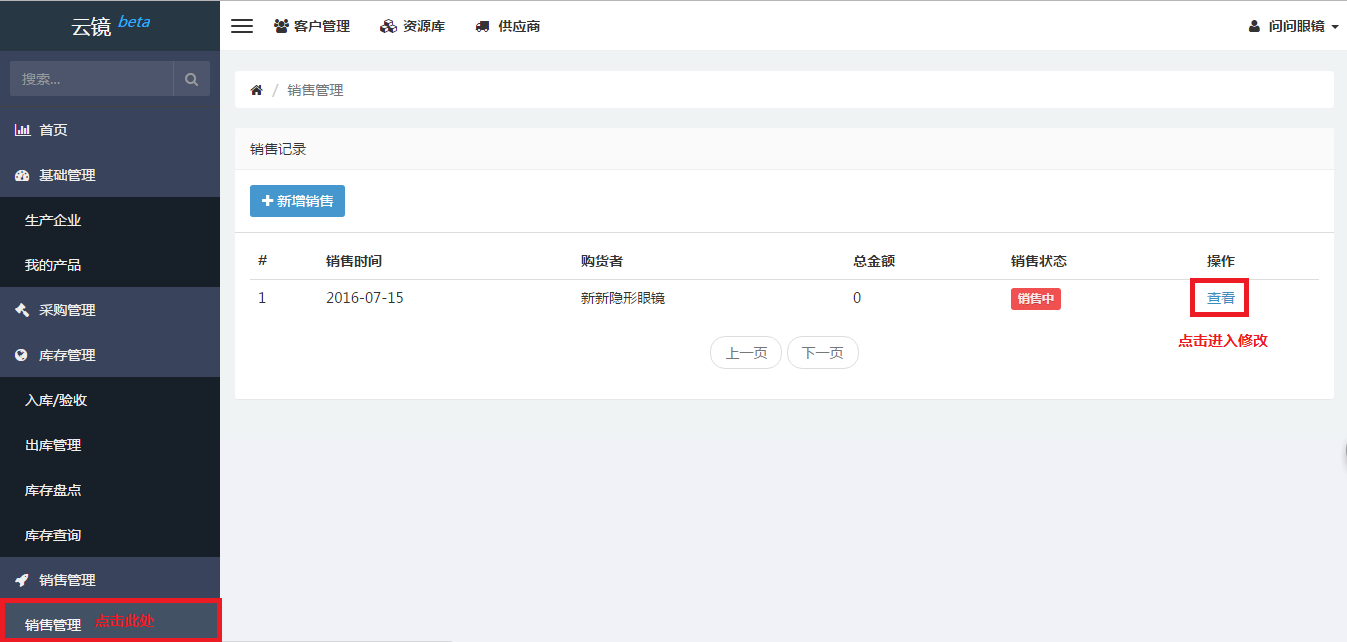 云镜 beta
客户管理 资源库 供应商 问问眼镜
搜索...
首页
基础管理
生产企业
我的产品
采购管理
库存管理
入库/验收
出库管理
库存盘点
库存查询
销售管理
销售管理 点击此处
/ 销售管理
销售记录
新增销售
# 销售时间 购货者 总金额 销售状态 操作
1 2016-07-15 新新隐形眼镜 0 销售中 查看
点击进入修改
上一页 下一页